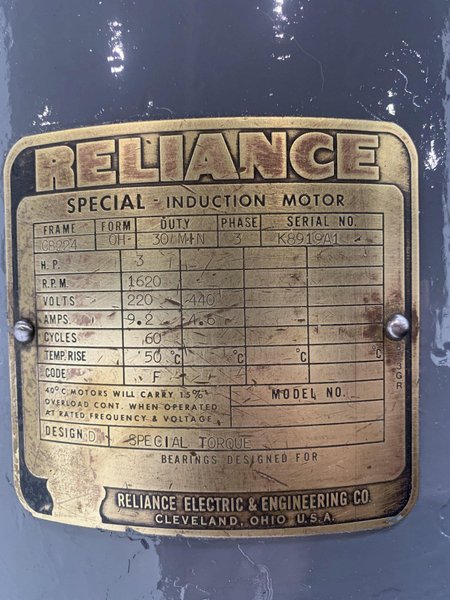 RELIANCE
SPECIAL - INDUCTION MOTOR
FRAME FORM DUTY PHASE SERIAL NO.
CR224 OH- 30/MIN 3 K8919A1
H.P. 3
R.P.M. 1620
VOLTS 220 440
AMPS 9.2 4.6
CYCLES 60
TEMP. RISE 50 °C °C °C °C
CODE F
40°C MOTORS WILL CARRY 15%
OVERLOAD CONT. WHEN OPERATED
AT RATED FREQUENCY & VOLTAGE
MODEL NO.
DESIGN D SPECIAL TORQUE
BEARINGS DESIGNED FOR
RELIANCE ELECTRIC & ENGINEERING CO.
CLEVELAND, OHIO U.S.A.
3GR